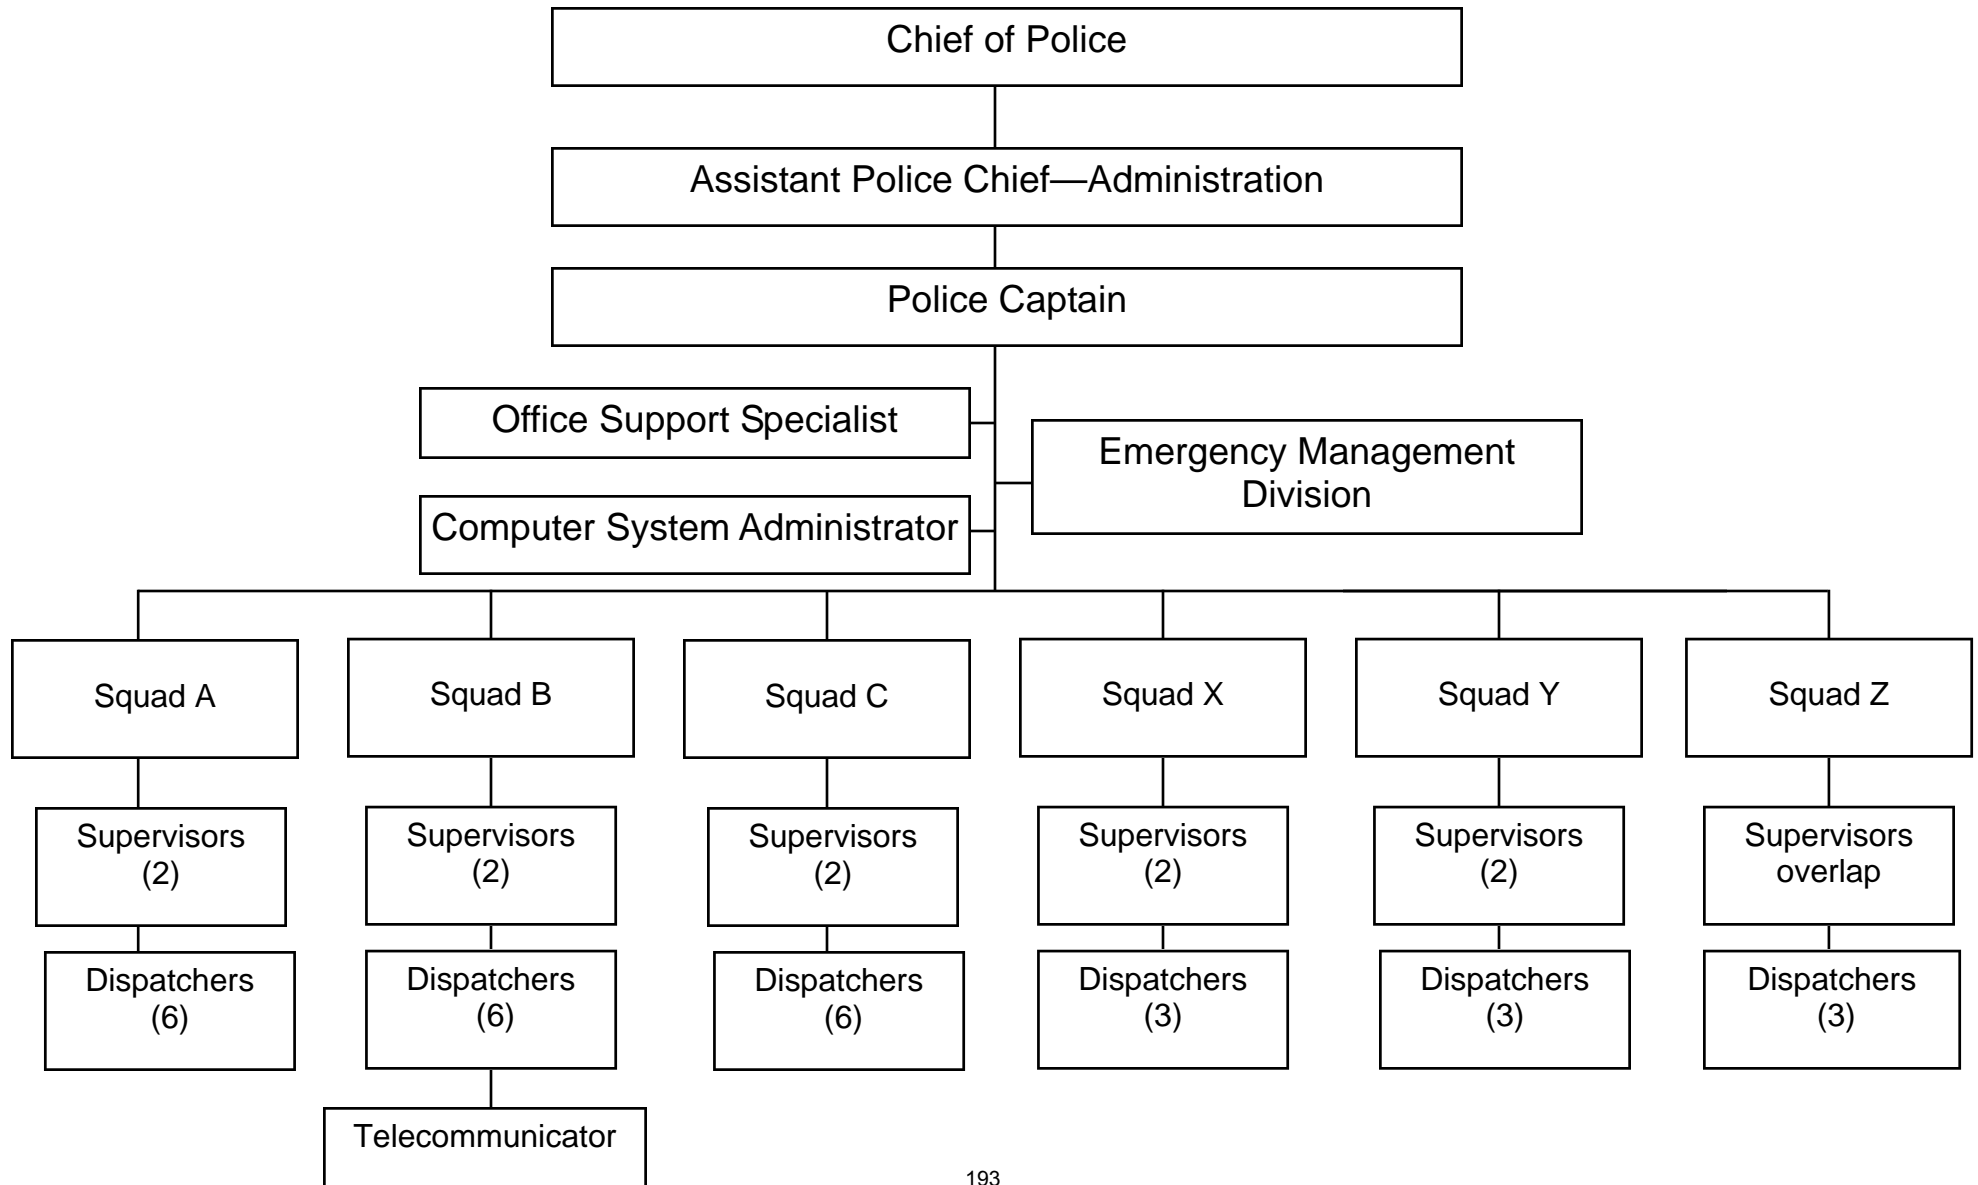 Chief of Police
Assistant Police Chief—Administration
Police Captain
Office Support Specialist
Emergency Management
Division
Computer System Administrator
Squad A
Squad B
Squad C
Squad X
Squad Y
Squad Z
Supervisors
(2)
Supervisors
(2)
Supervisors
(2)
Supervisors
(2)
Supervisors
(2)
Supervisors
overlap
Dispatchers
(6)
Dispatchers
(6)
Dispatchers
(6)
Dispatchers
(3)
Dispatchers
(3)
Dispatchers
(3)
Telecommunicator
193